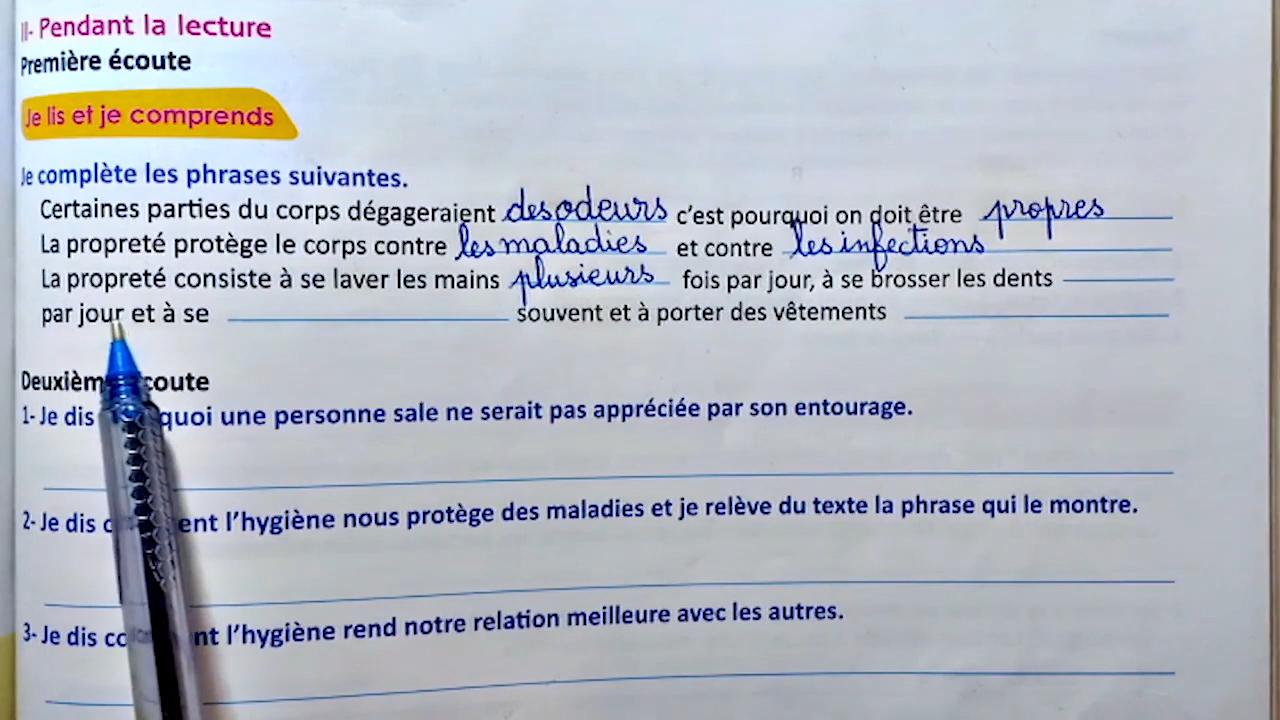 II- Pendant la lecture
Première écoute
Je lis et je comprends
Je complète les phrases suivantes.
Certaines parties du corps dégageraient des odeurs c'est pourquoi on doit être propres
La propreté protège le corps contre les maladies et contre les infections
La propreté consiste à se laver les mains plusieurs fois par jour, à se brosser les dents
par jour et à se souvent et à porter des vêtements
Deuxième écoute
1- Je dis pourquoi une personne sale ne serait pas appréciée par son entourage.
2- Je dis comment l'hygiène nous protège des maladies et je relève du texte la phrase qui le montre.
3- Je dis comment l'hygiène rend notre relation meilleure avec les autres.